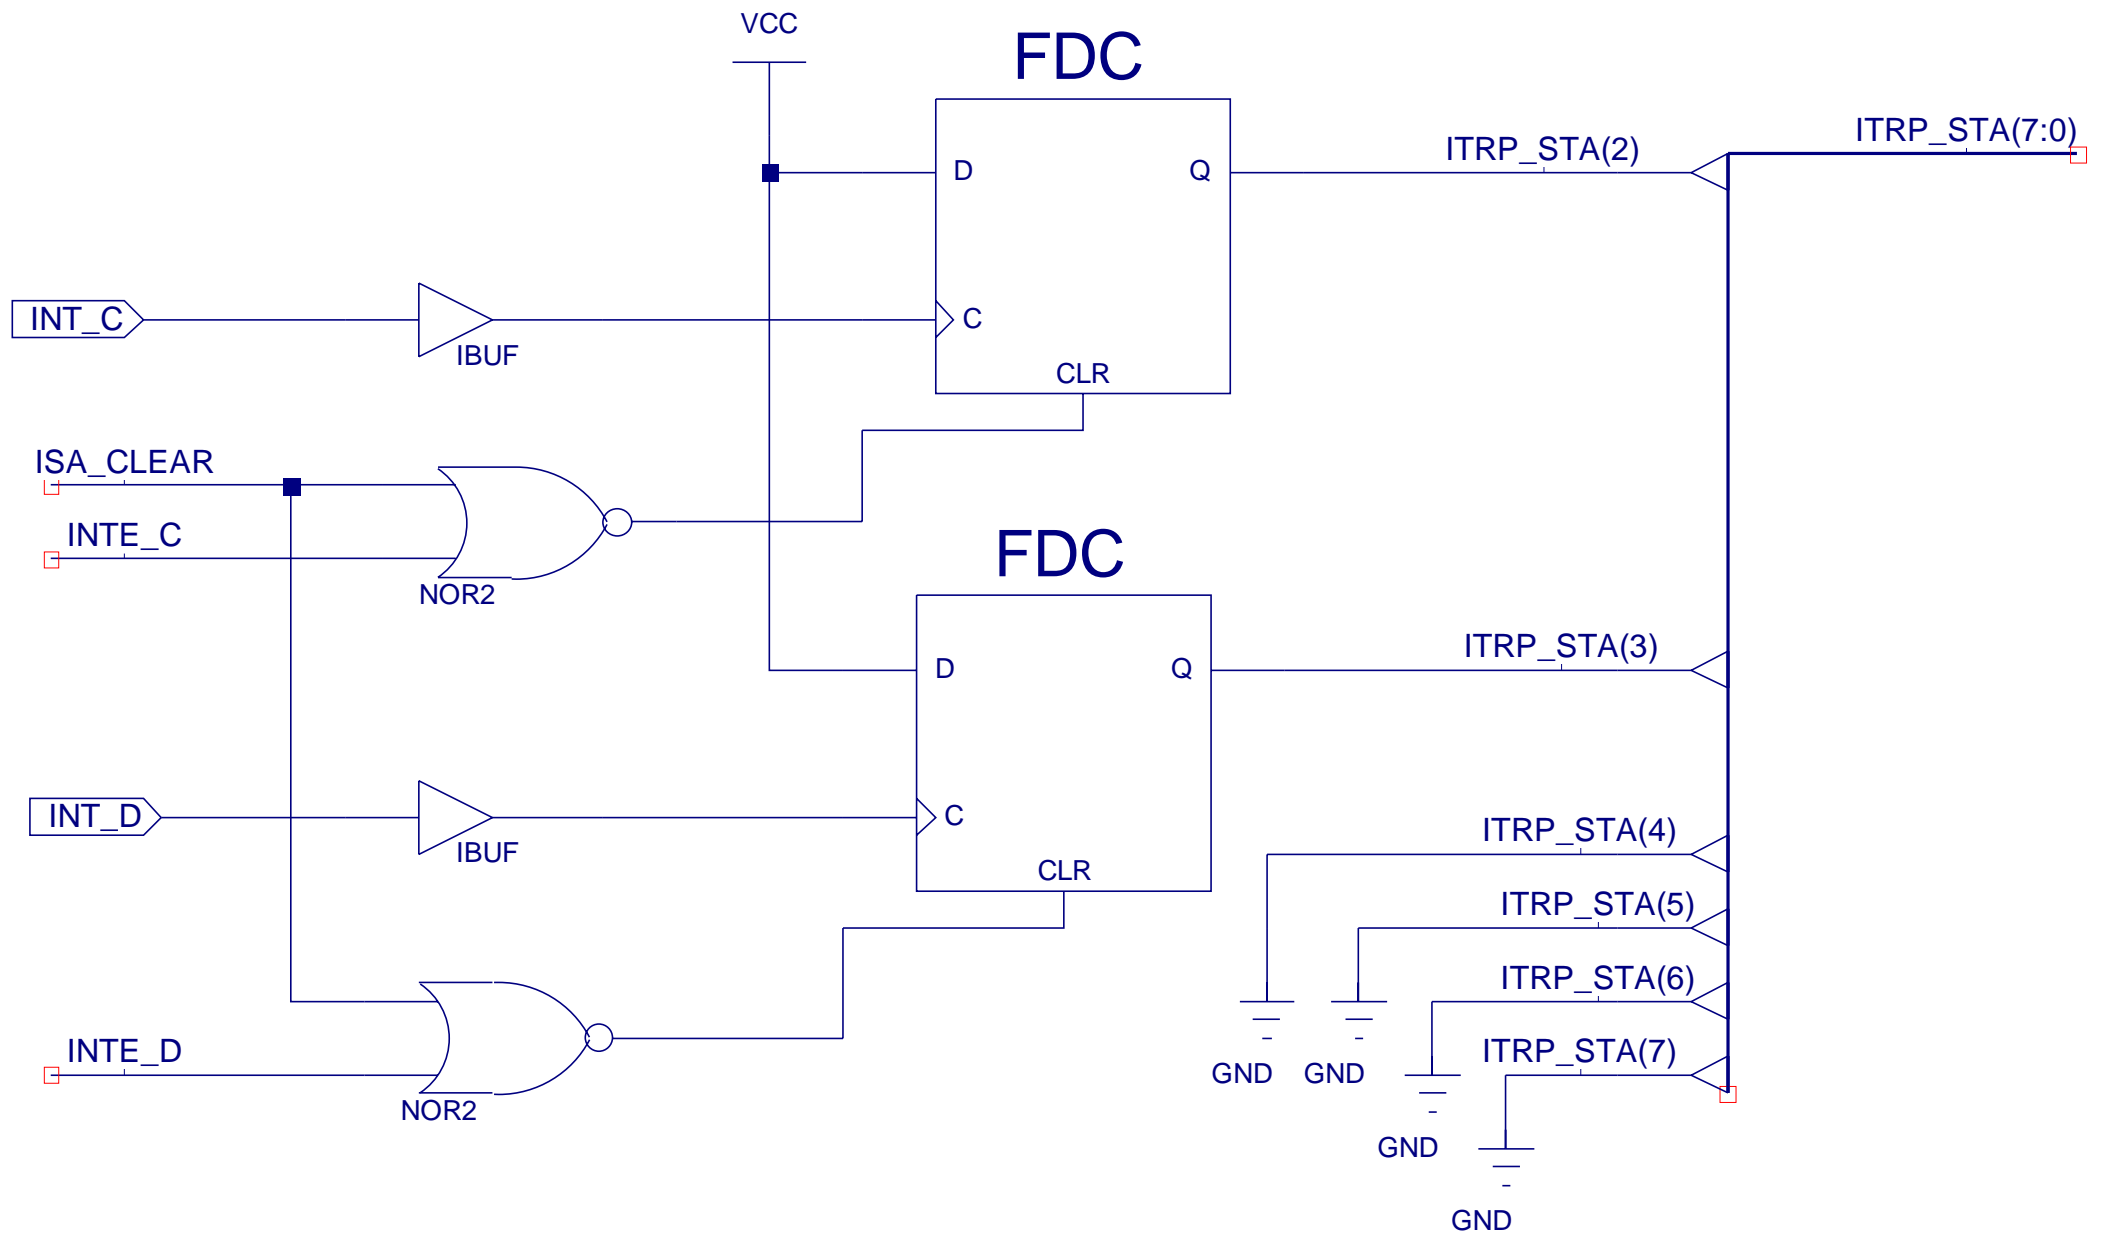 VCC
FDC
ITRP_STA(7:0)
ITRP_STA(2)
D
Q
INT_C
C
IBUF
CLR
ISA_CLEAR
INTE_C
FDC
NOR2
ITRP_STA(3)
D
Q
INT_D
C
ITRP_STA(4)
IBUF
CLR
ITRP_STA(5)
ITRP_STA(6)
INTE_D
ITRP_STA(7)
GND
GND
NOR2
GND
GND